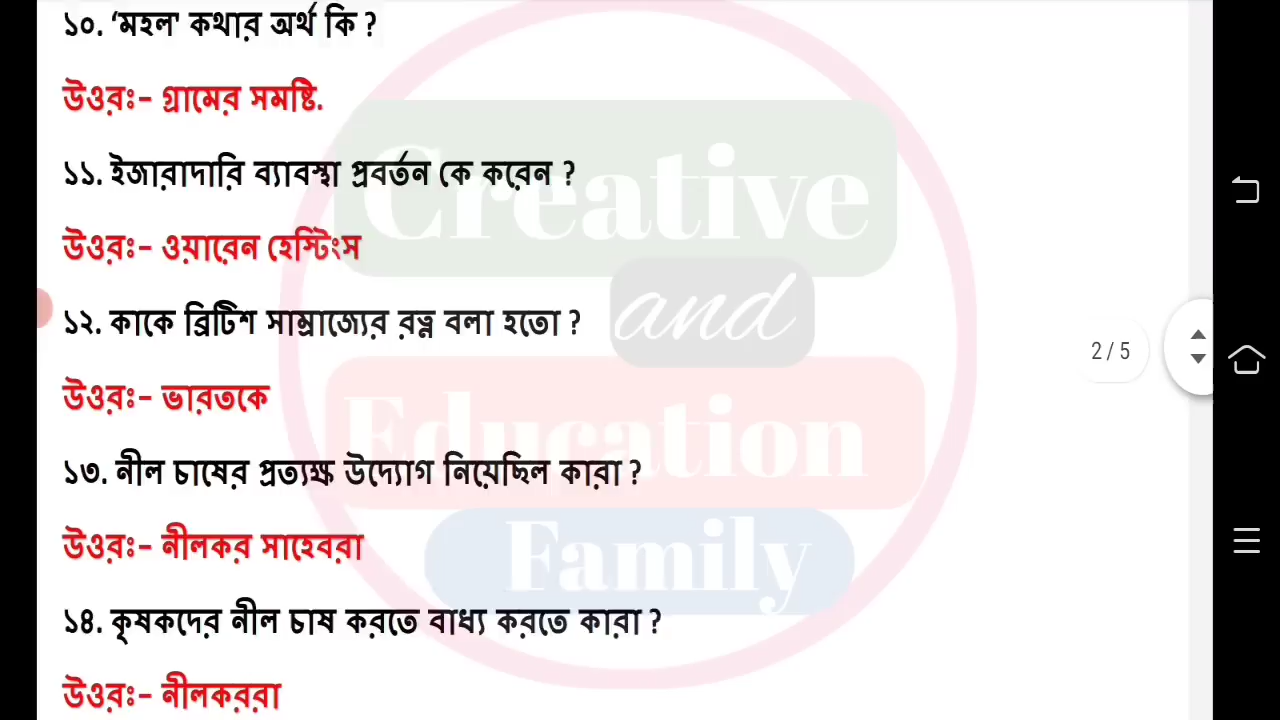 ১০. ‘মহল' কথার অর্থ কি ?
উওরঃ- গ্রামের সমষ্টি.
১১. ইজারাদারি ব্যাবস্থা প্রবর্তন কে করেন ?
উওরঃ- ওয়ারেন হেস্টিংস
১২. কাকে ব্রিটিশ সাম্রাজ্যের রত্ন বলা হতো ?
উওরঃ- ভারতকে
১৩. নীল চাষের প্রত্যক্ষ উদ্যোগ নিয়েছিল কারা ?
উওরঃ- নীলকর সাহেবরা
১৪. কৃষকদের নীল চাষ করতে বাধ্য করতে কারা ?
উওরঃ- নীলকররা
Creative
and
Education
Family
2 / 5